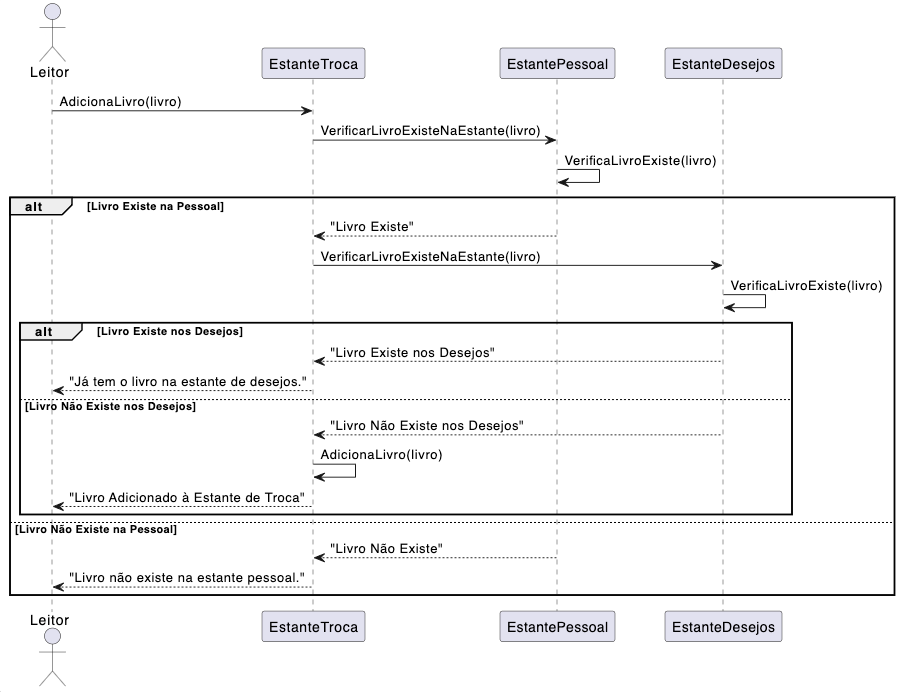 Leitor
EstanteTroca
EstantePessoal
EstanteDesejos
AdicionaLivro(livro)
VerificarLivroExisteNaEstante(livro)
VerificaLivroExiste(livro)
alt [Livro Existe na Pessoal]
"Livro Existe"
VerificarLivroExisteNaEstante(livro)
VerificaLivroExiste(livro)
alt [Livro Existe nos Desejos]
"Livro Existe nos Desejos"
"Já tem o livro na estante de desejos."
[Livro Não Existe nos Desejos]
"Livro Não Existe nos Desejos"
AdicionaLivro(livro)
"Livro Adicionado à Estante de Troca"
[Livro Não Existe na Pessoal]
"Livro Não Existe"
"Livro não existe na estante pessoal."
Leitor
EstanteTroca
EstantePessoal
EstanteDesejos